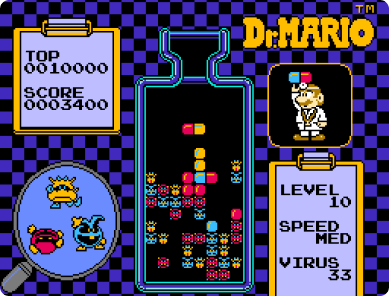 Dr. MARIO
TM
TOP
0010000
SCORE
0003400
LEVEL
10
SPEED
MED
VIRUS
33